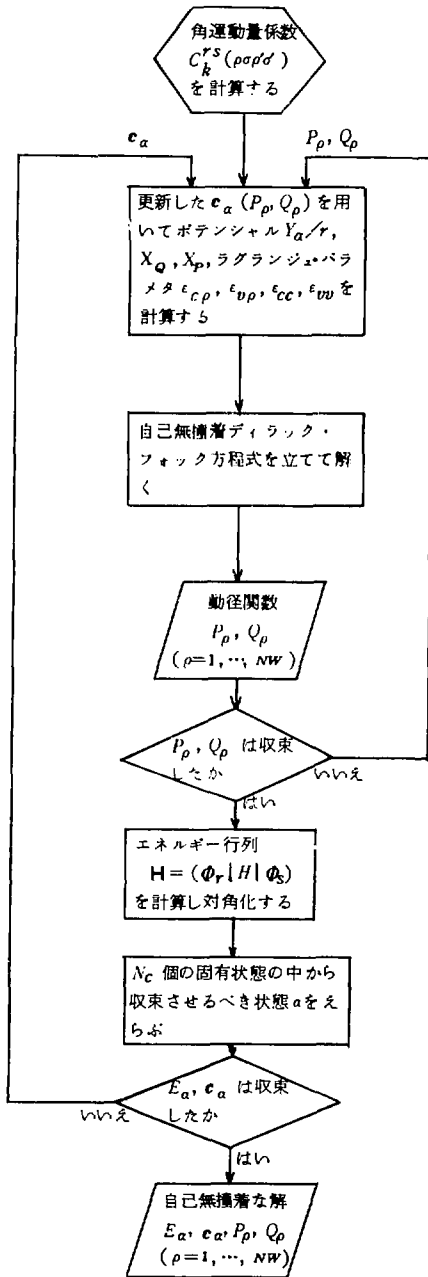 角運動量係数
C_k^{rs}(ρσρ′σ′)
を計算する
c_α
P_ρ, Q_ρ
更新した c_α (P_ρ, Q_ρ) を用
いてポテンシャル Y_α/r,
X_Q, X_P, ラグランジュ・パラ
メタ ε_{Cρ}, ε_{vρ}, ε_{CC}, ε_{vv} を
計算する
自己無撞着ディラック・
フォック方程式を立てて解
く
動径関数
P_ρ, Q_ρ
(ρ=1, …, NW)
P_ρ, Q_ρ は収束
したか
いいえ
はい
エネルギー行列
H=(Φ_r|H|Φ_s)
を計算し対角化する
N_C 個の固有状態の中から
収束させるべき状態αをえ
らぶ
E_α, c_α は収束
したか
いいえ
はい
自己無撞着な解
E_α, c_α, P_ρ, Q_ρ
(ρ=1, …, NW)